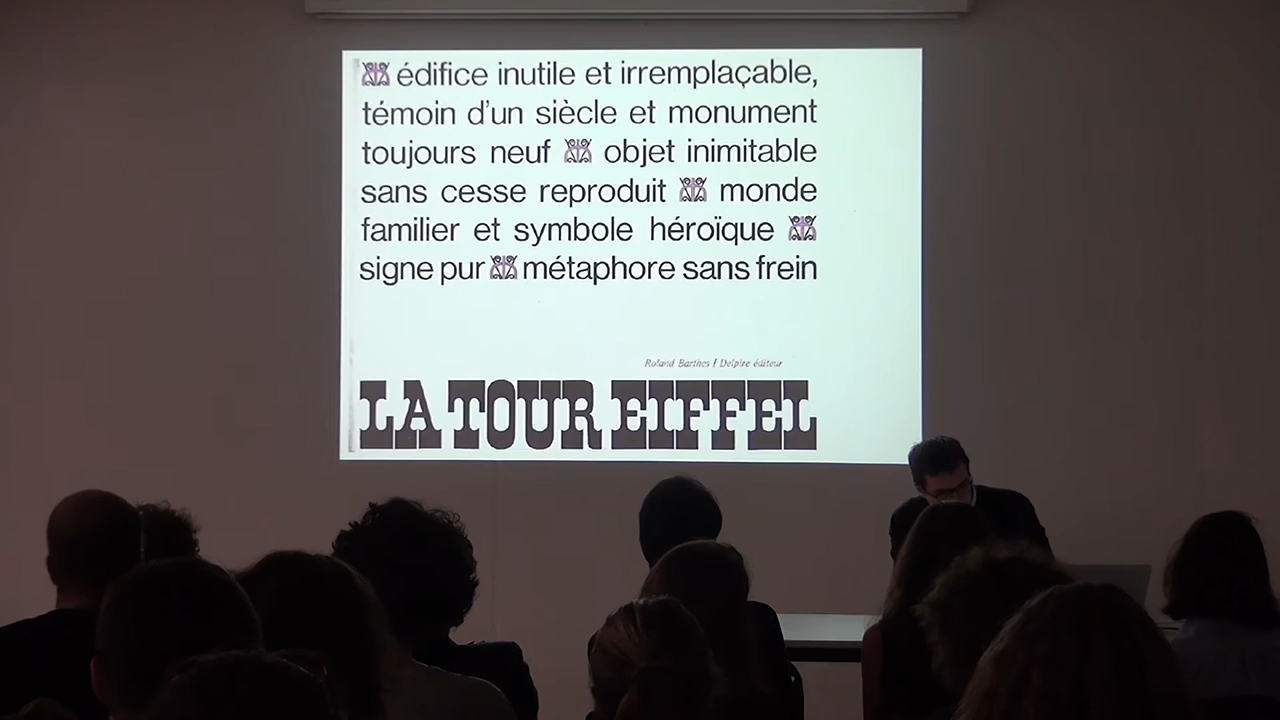 édifice inutile et irremplaçable,
témoin d'un siècle et monument
toujours neuf objet inimitable
sans cesse reproduit monde
familier et symbole héroïque
signe pur métaphore sans frein
Roland Barthes / Delpire éditeur
LA TOUR EIFFEL